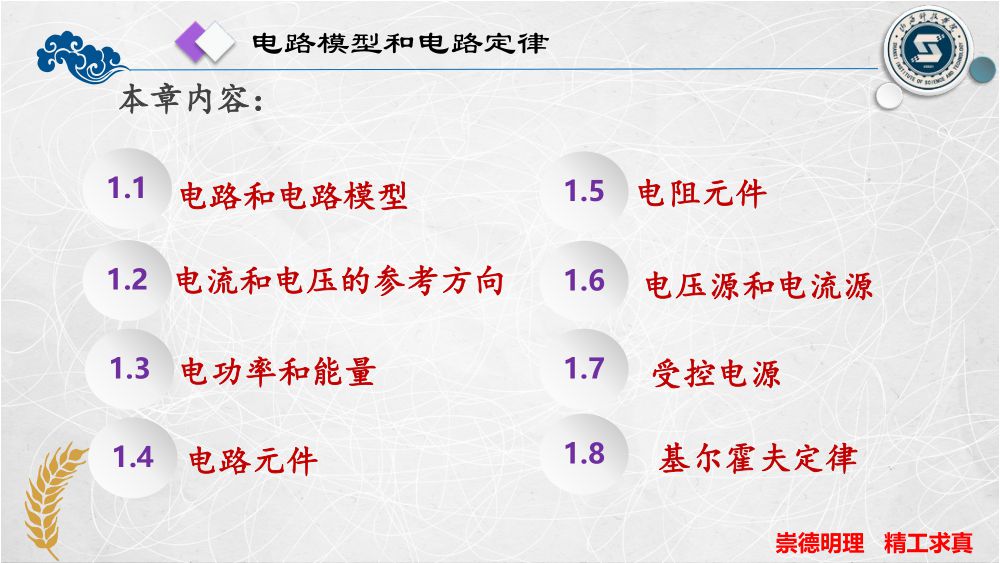 电路模型和电路定律
本章内容：
1.1 电路和电路模型
1.2 电流和电压的参考方向
1.3 电功率和能量
1.4 电路元件
1.5 电阻元件
1.6 电压源和电流源
1.7 受控电源
1.8 基尔霍夫定律
崇德明理 精工求真